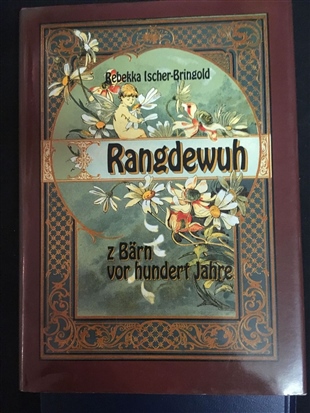 Rebekka Ischer-Bringold
Rangdewuh
z Bärn
vor hundert Jahre